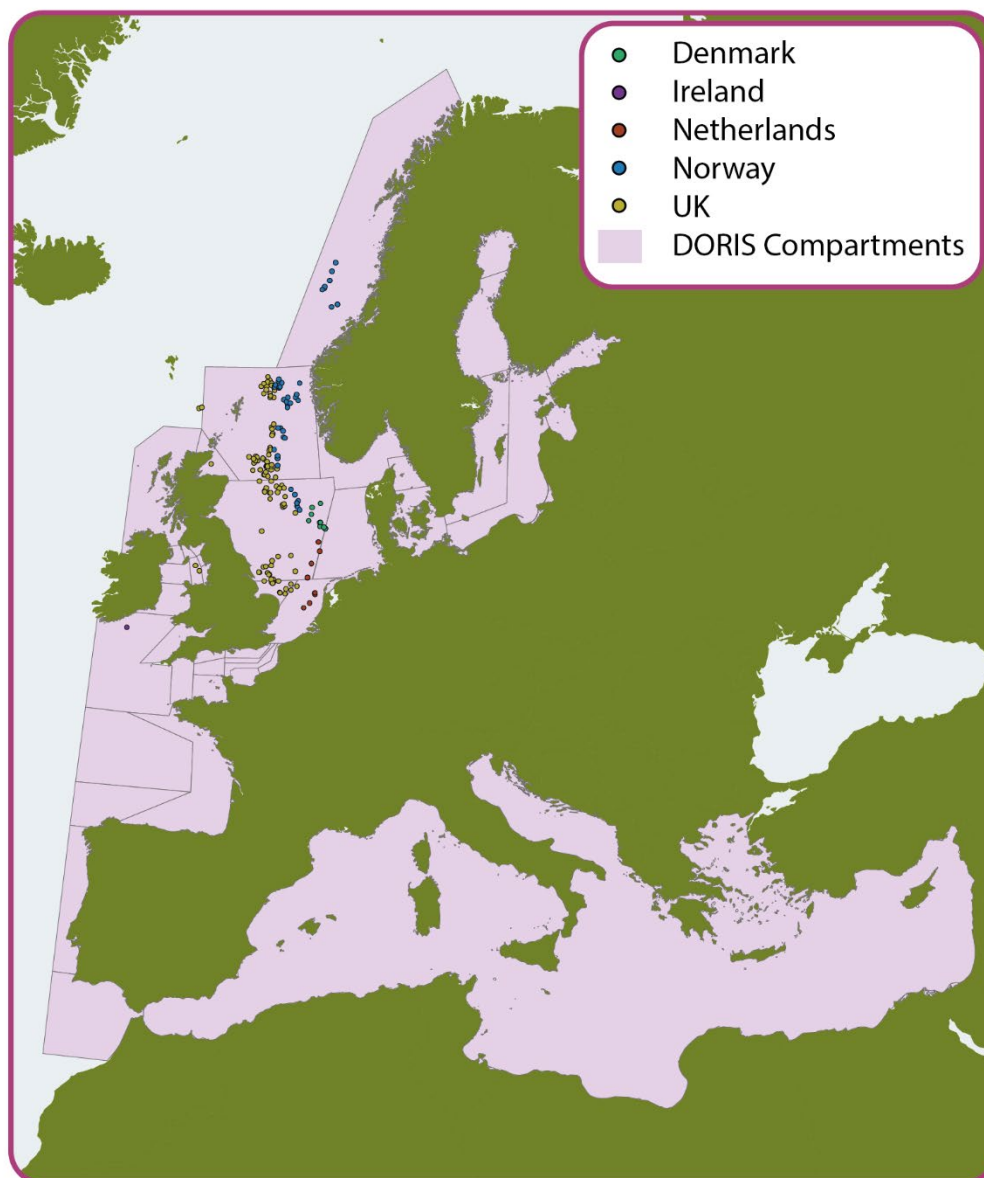 Denmark
Ireland
Netherlands
Norway
UK
DORIS Compartments